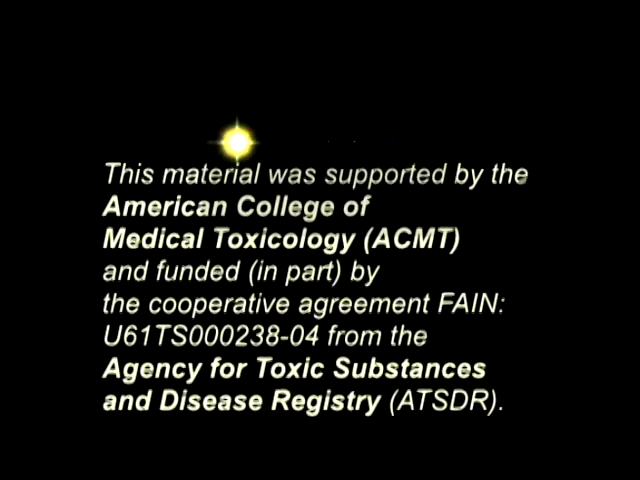 This material was supported by the
American College of
Medical Toxicology (ACMT)
and funded (in part) by
the cooperative agreement FAIN:
U61TS000238-04 from the
Agency for Toxic Substances
and Disease Registry (ATSDR).